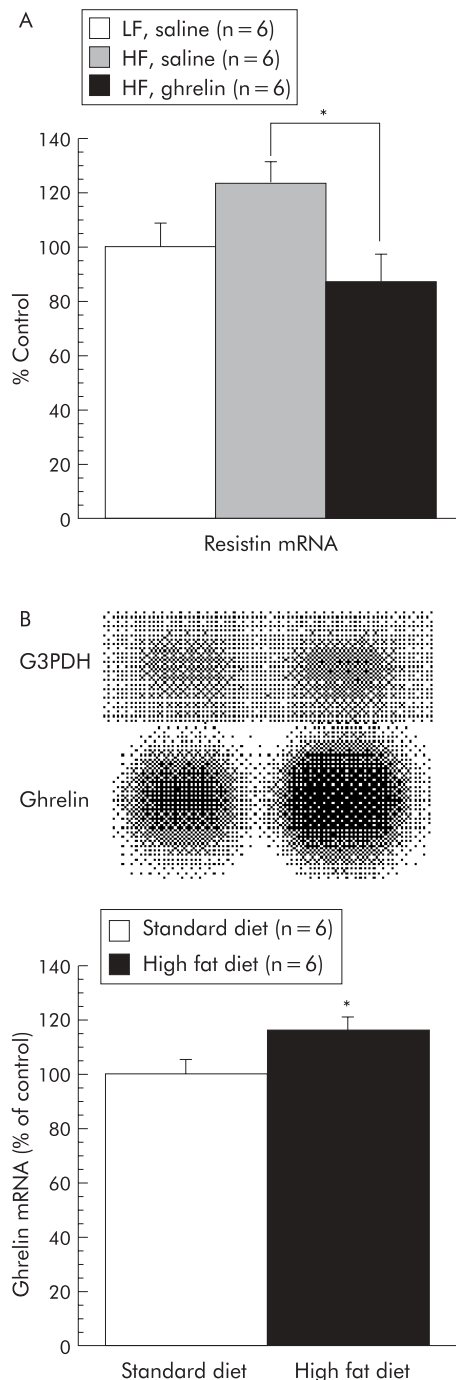 A
LF, saline (n = 6)
HF, saline (n = 6)
HF, ghrelin (n = 6)
*
140
120
100
80
60
40
20
0
% Control
Resistin mRNA
B
G3PDH
Ghrelin
Standard diet (n = 6)
High fat diet (n = 6)
*
140
120
100
80
60
40
20
0
Ghrelin mRNA (% of control)
Standard diet High fat diet